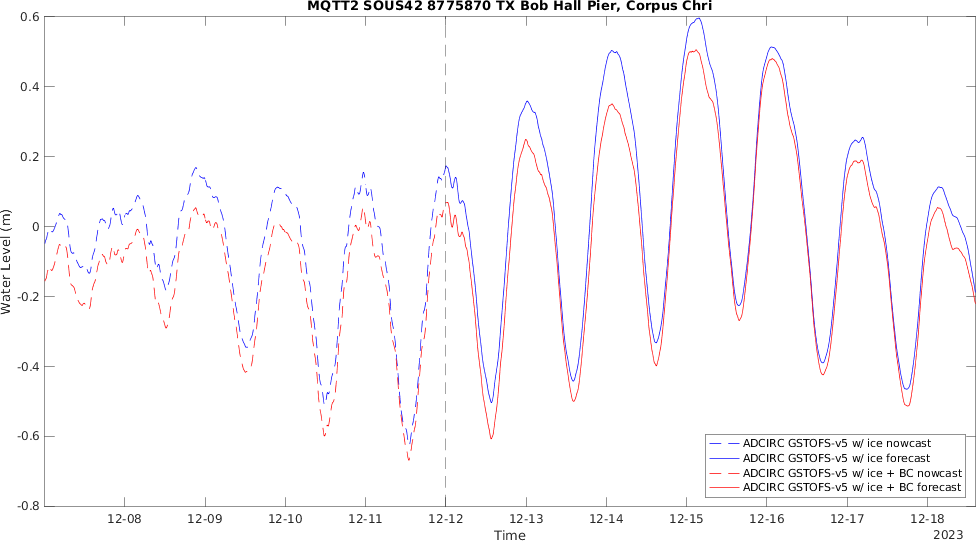 MQTT2 SOUS42 8775870 TX Bob Hall Pier, Corpus Chri
0.6
0.4
0.2
0
-0.2
-0.4
-0.6
-0.8
Water Level (m)
12-08
12-09
12-10
12-11
12-12
12-13
12-14
12-15
12-16
12-17
12-18
Time
2023
ADCIRC GSTOFS-v5 w/ ice nowcast
ADCIRC GSTOFS-v5 w/ ice forecast
ADCIRC GSTOFS-v5 w/ ice + BC nowcast
ADCIRC GSTOFS-v5 w/ ice + BC forecast